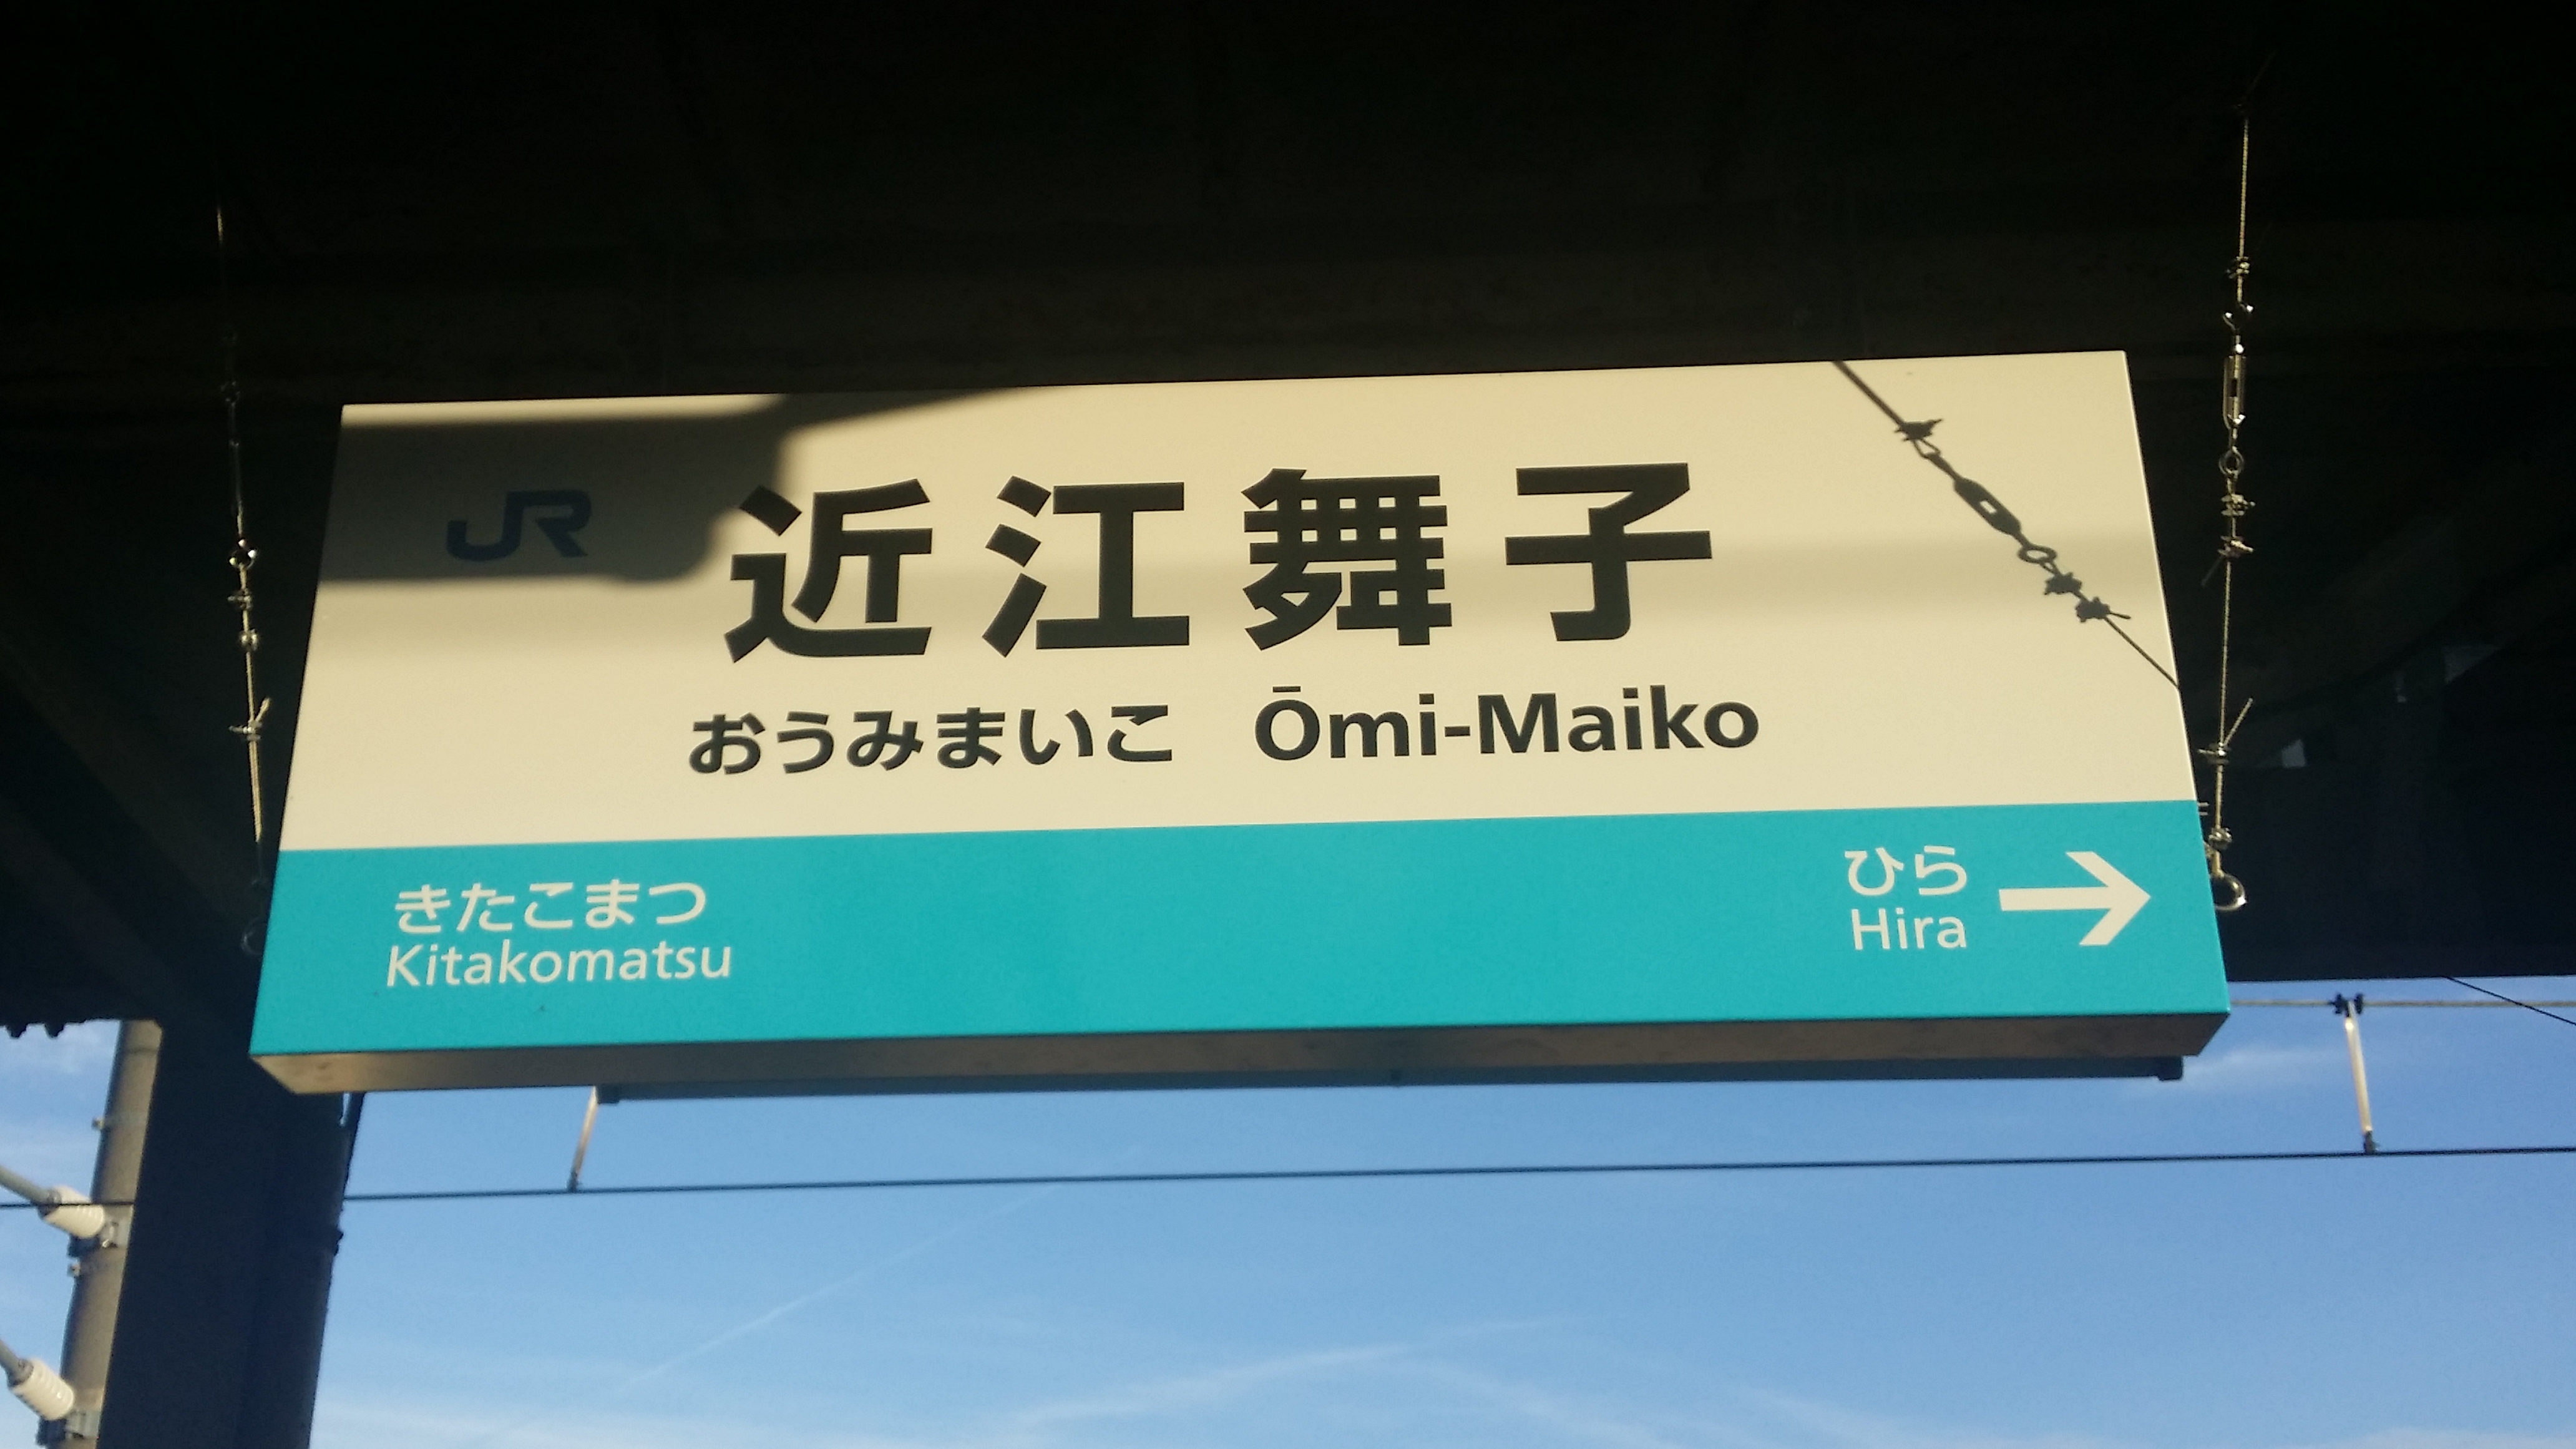 JR
近江舞子
おうみまいこ Ōmi-Maiko
きたこまつ
Kitakomatsu
ひら
Hira